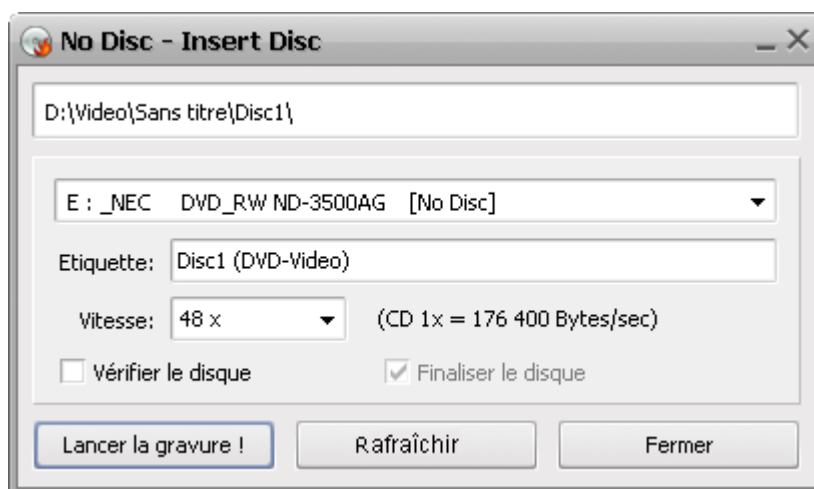 No Disc - Insert Disc
D:\Video\Sans titre\Disc1\
E : _NEC DVD_RW ND-3500AG [No Disc]
Etiquette: Disc1 (DVD-Video)
Vitesse: 48 x (CD 1x = 176 400 Bytes/sec)
Vérifier le disque Finaliser le disque
Lancer la gravure ! Rafraîchir Fermer